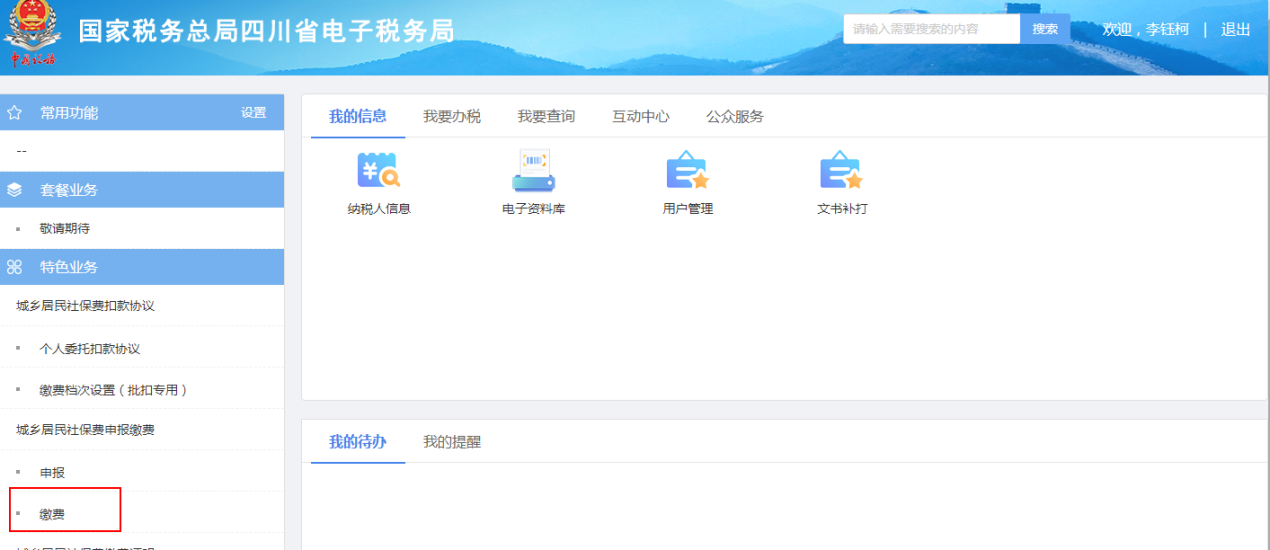 国家税务总局四川省电子税务局
请输入需要搜索的内容 搜索 欢迎，李钰柯 | 退出
常用功能 设置
--
套餐业务
敬请期待
特色业务
城乡居民社保费扣款协议
个人委托扣款协议
缴费档次设置（批扣专用）
城乡居民社保费申报缴费
申报
缴费
我的信息 我要办税 我要查询 互动中心 公众服务
纳税人信息 电子资料库 用户管理 文书补打
我的待办 我的提醒